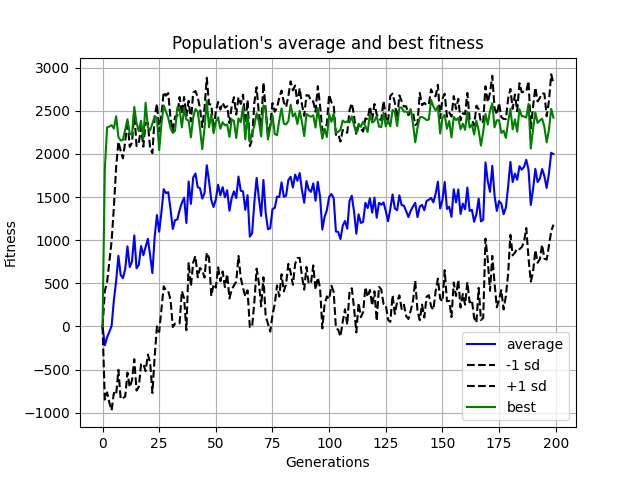 Population's average and best fitness
Fitness
3000
2500
2000
1500
1000
500
0
−500
−1000
0 25 50 75 100 125 150 175 200
Generations
average
-1 sd
+1 sd
best